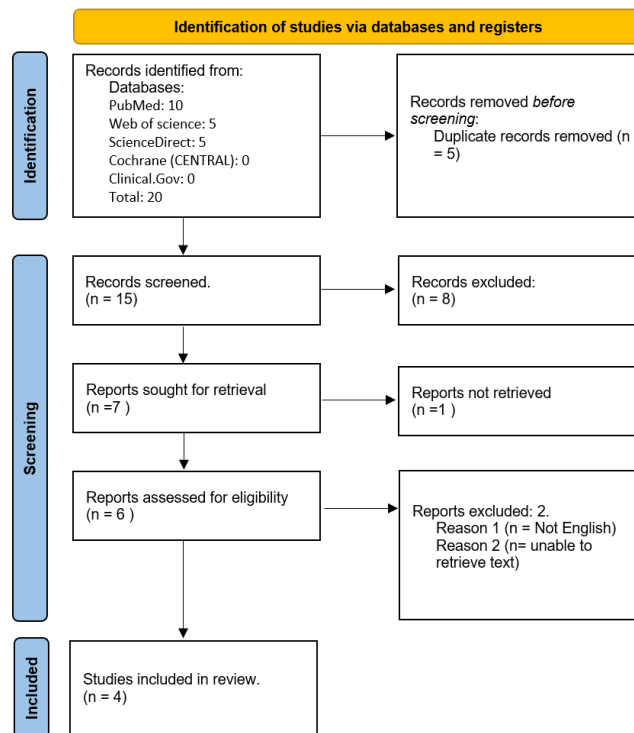 Identification of studies via databases and registers
Identification
Records identified from:
Databases:
PubMed: 10
Web of science: 5
ScienceDirect: 5
Cochrane (CENTRAL): 0
Clinical.Gov: 0
Total: 20
Records removed before
screening:
Duplicate records removed (n
= 5)
Screening
Records screened.
(n = 15)
Records excluded:
(n = 8)
Reports sought for retrieval
(n =7 )
Reports not retrieved
(n =1 )
Reports assessed for eligibility
(n = 6 )
Reports excluded: 2.
Reason 1 (n = Not English)
Reason 2 (n= unable to
retrieve text)
Included
Studies included in review.
(n = 4)